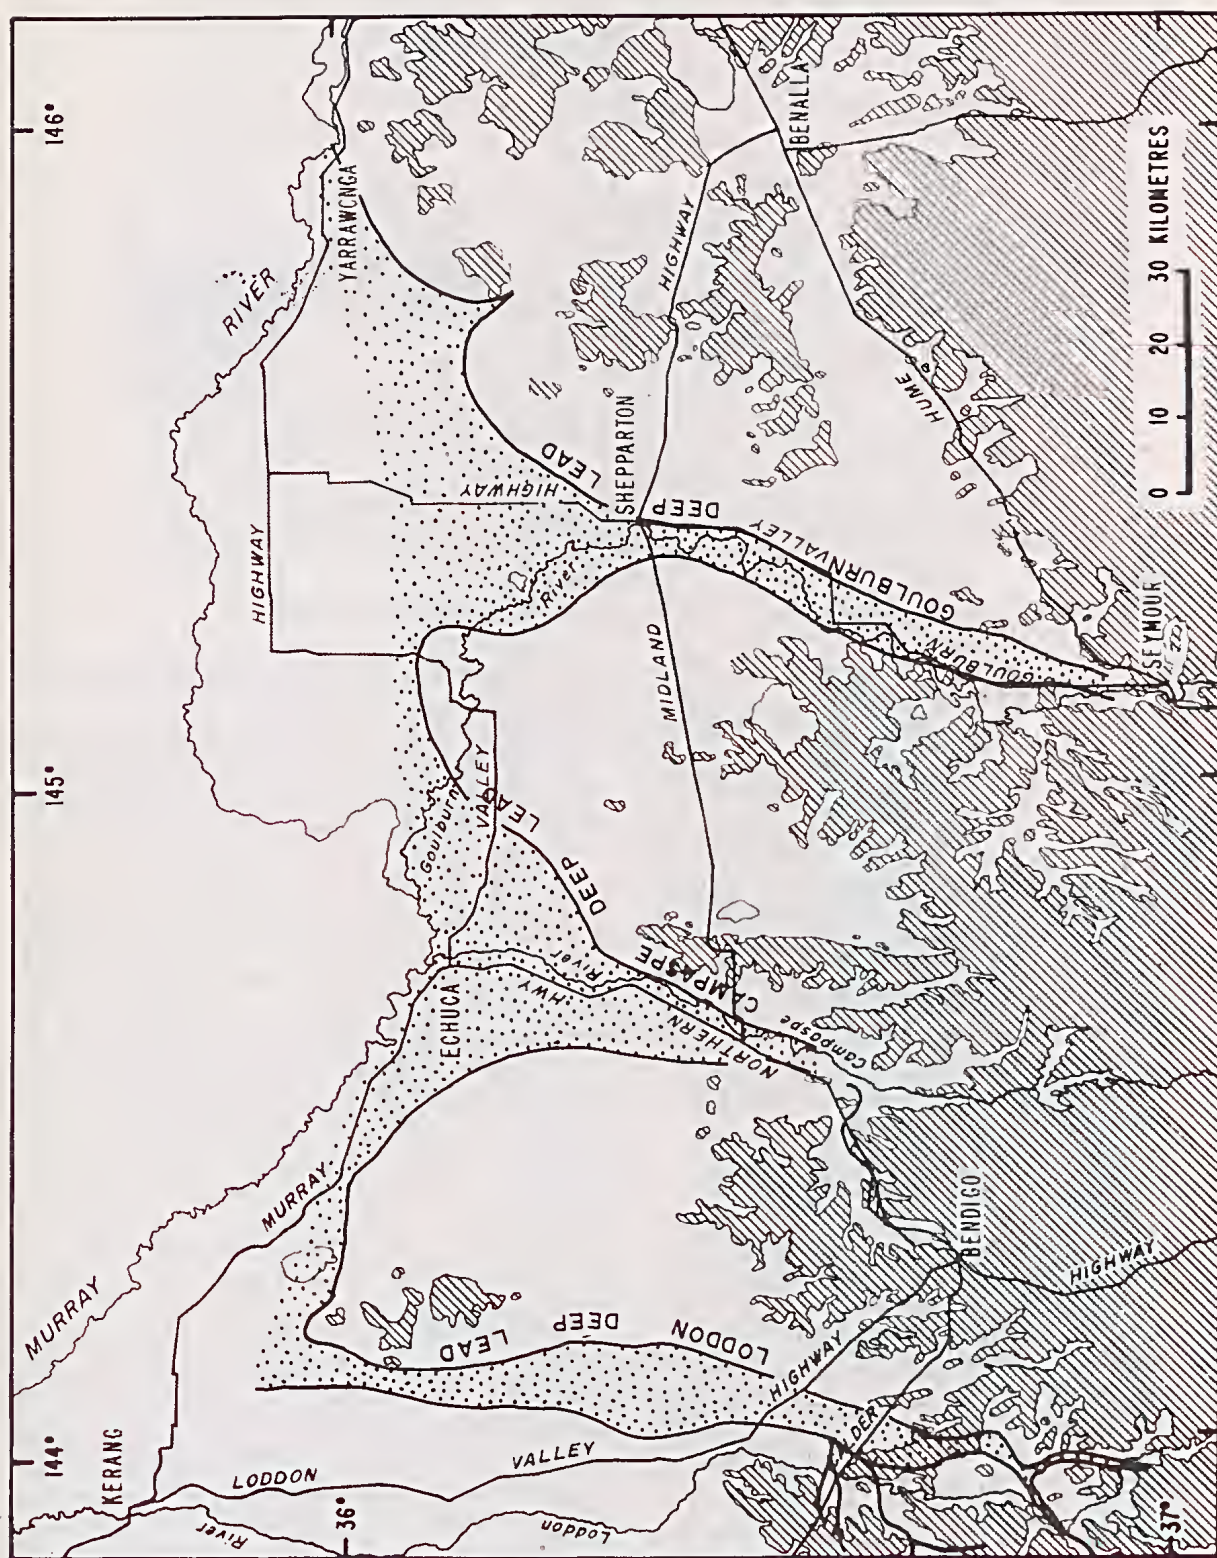 144°
145°
146°
MURRAY
RIVER
KERANG
River
LODDON
VALLEY
Loddon
36°
MURRAY
HIGHWAY
YARRAWONGA
ECHUCA
Goulburn
VALLEY
River
HIGHWAY
LODDON
DEEP
LEAD
CAMPASPE
DEEP
LEAD
GOULBURN VALLEY
DEEP
LEAD
River
HWY
NORTHERN
Campaspe
MIDLAND
HIGHWAY
SHEPPARTON
BENALLA
HUME
GOULBURN
HIGHWAY
LDER
BENDIGO
HIGHWAY
SEYMOUR
37°
0 10 20 30 KILOMETRES